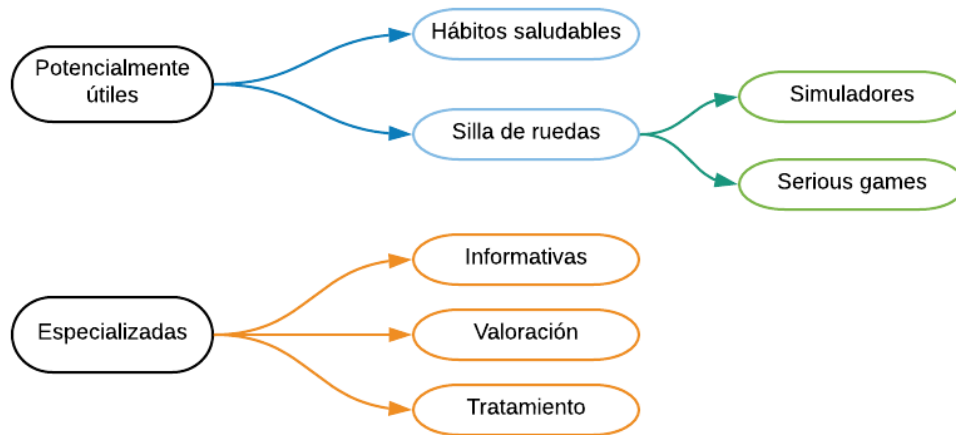 Potencialmente
útiles
Hábitos saludables
Silla de ruedas
Simuladores
Serious games
Especializadas
Informativas
Valoración
Tratamiento